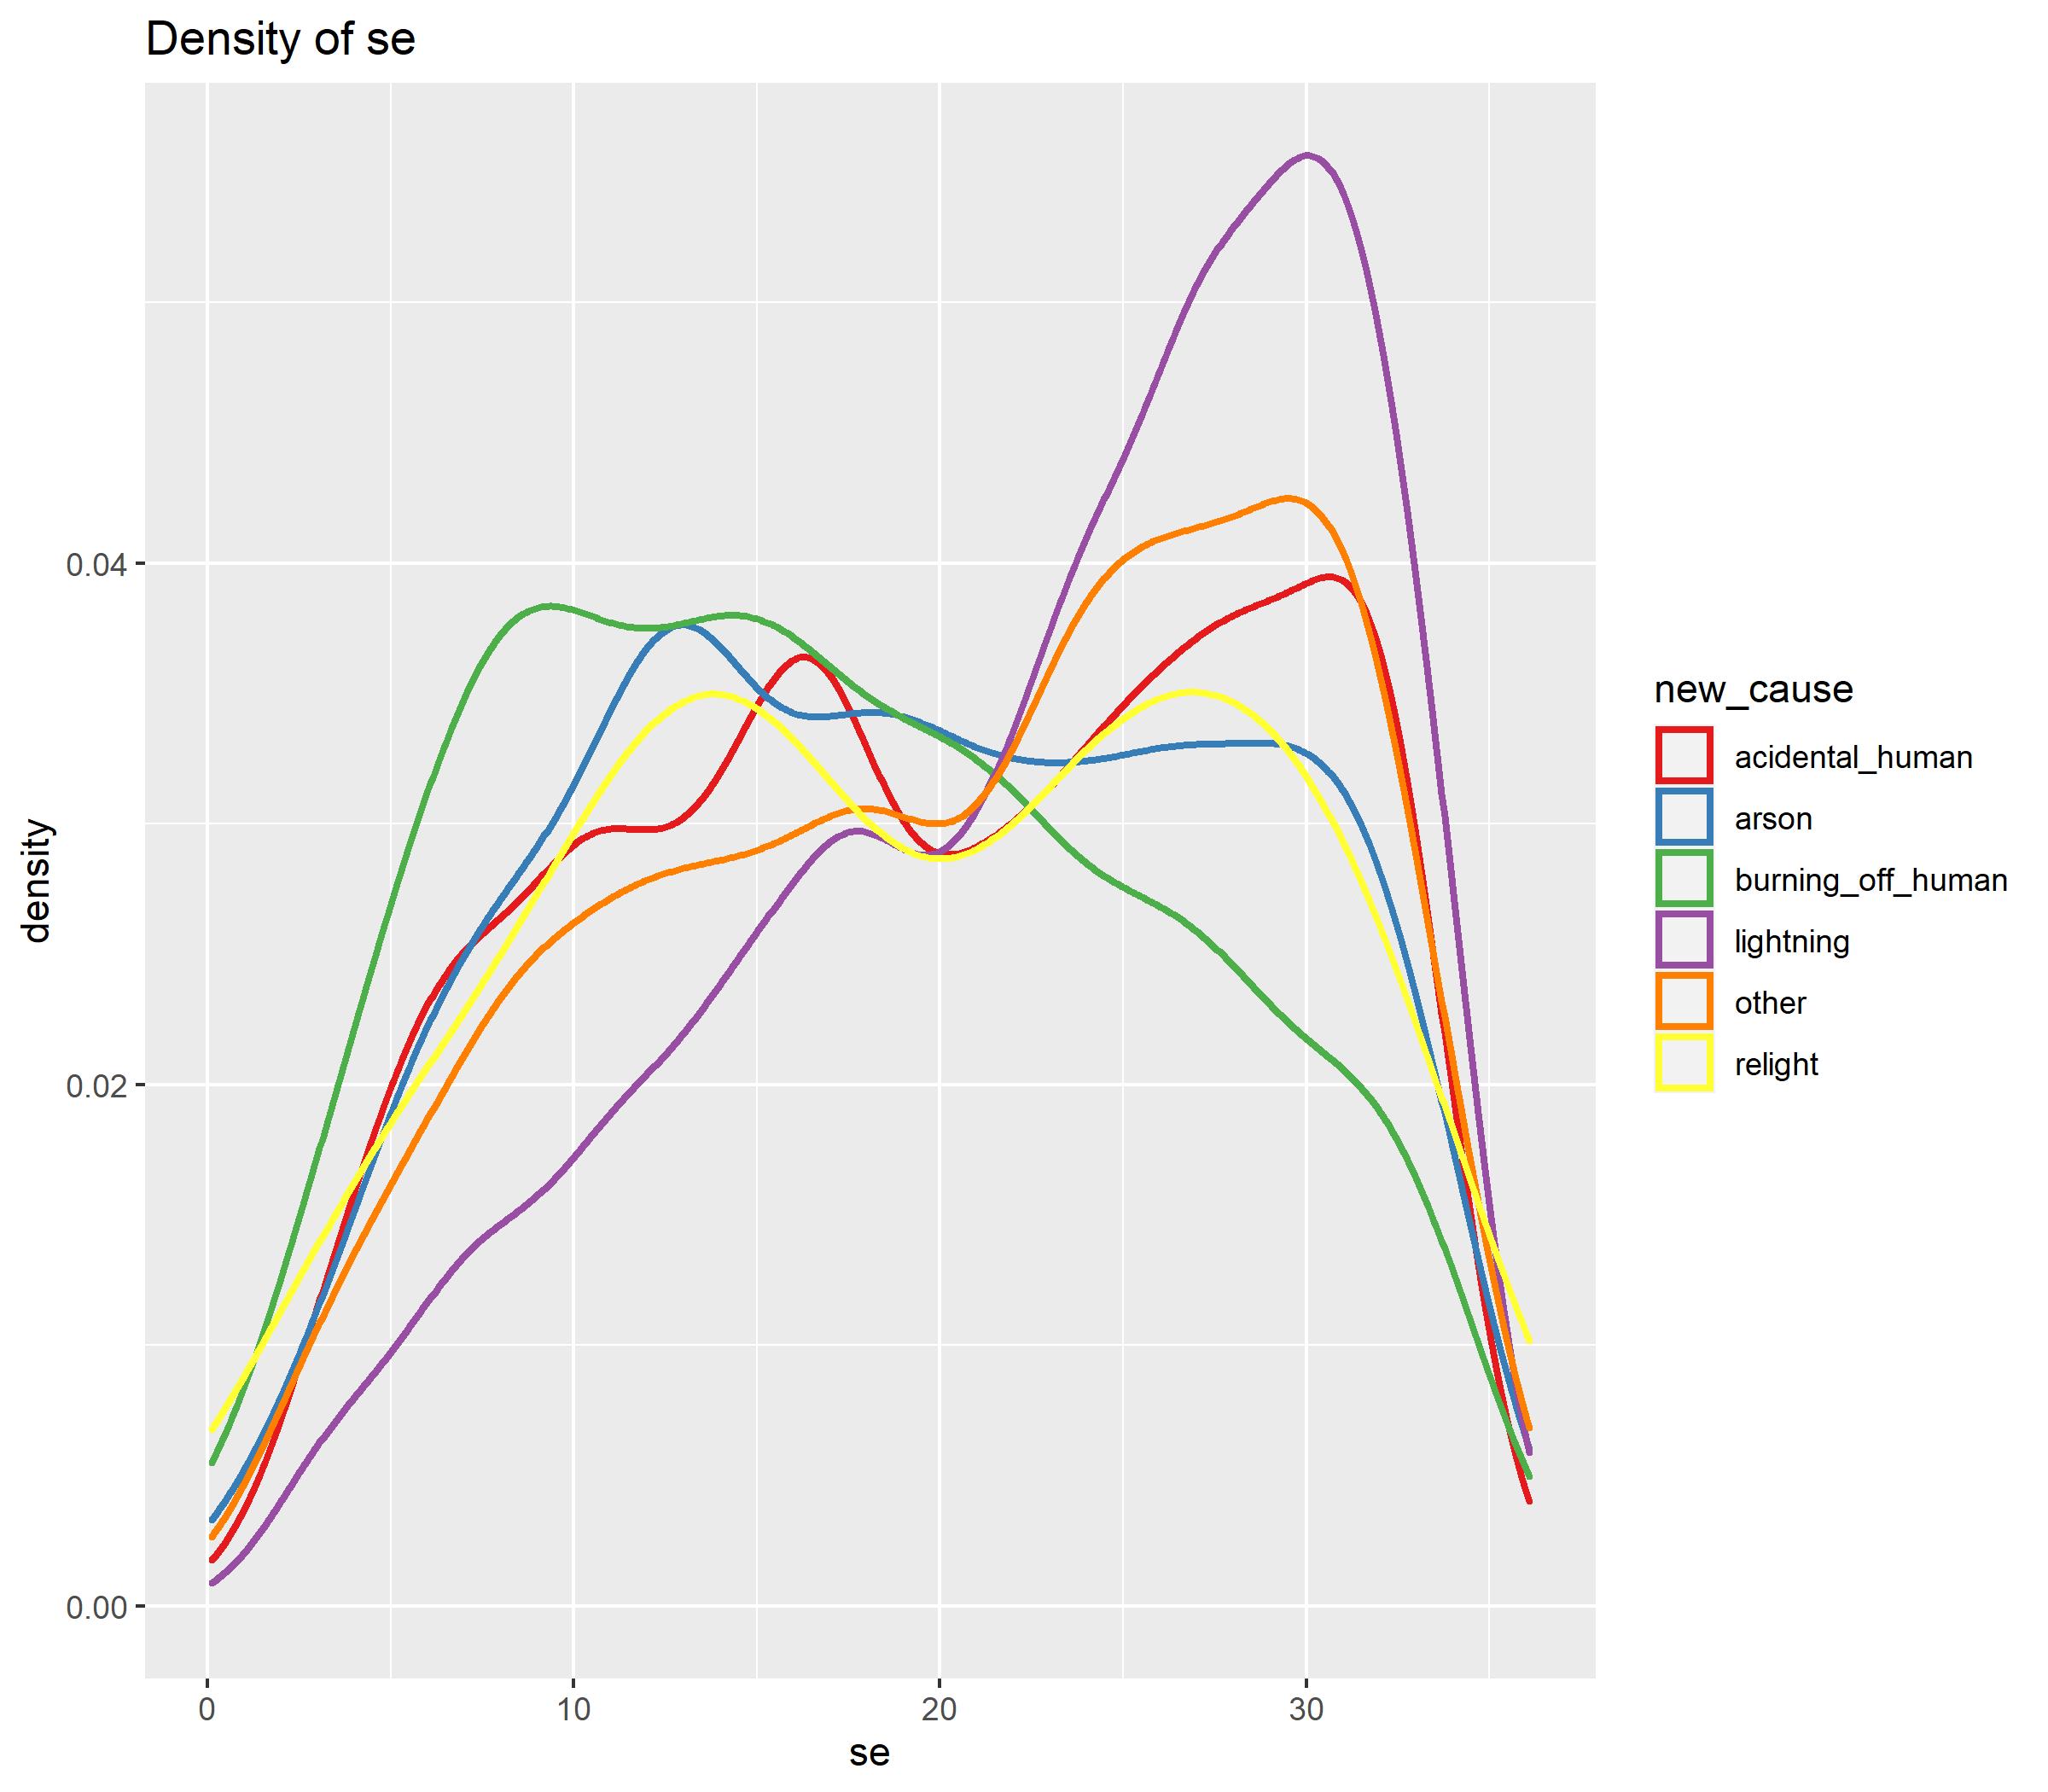 Density of se
density
0.04
0.02
0.00
0
10
20
30
se
new_cause
acidental_human
arson
burning_off_human
lightning
other
relight